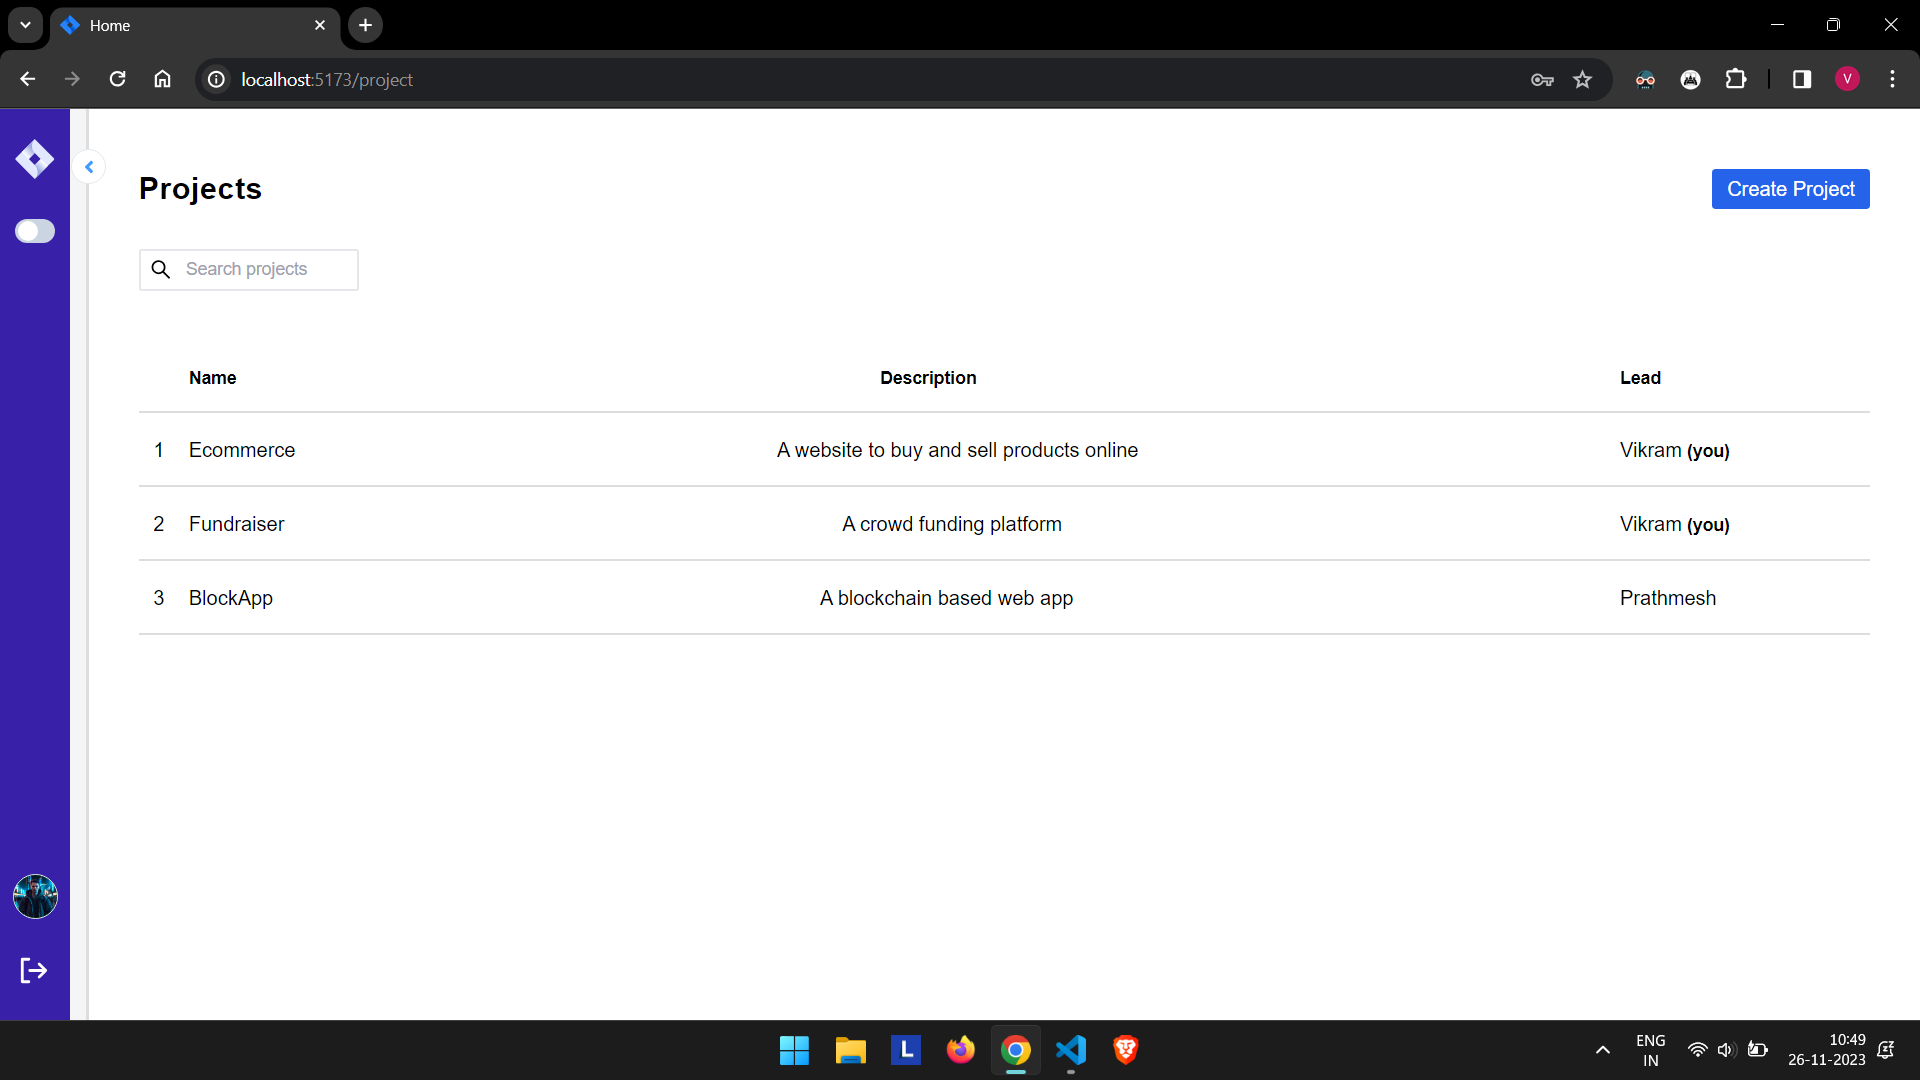 Home
localhost:5173/project
V
Projects
Create Project
Search projects
Name Description Lead
1 Ecommerce A website to buy and sell products online Vikram (you)
2 Fundraiser A crowd funding platform Vikram (you)
3 BlockApp A blockchain based web app Prathmesh
L
ENG
IN
10:49
26-11-2023